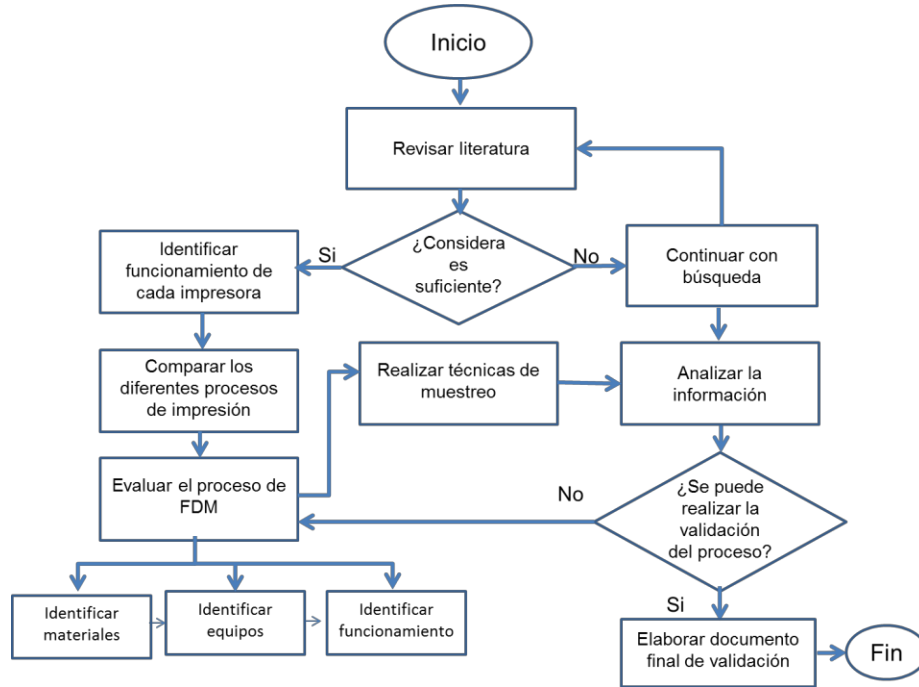 Inicio
Revisar literatura
¿Considera
es
suficiente?
Si
No
Identificar
funcionamiento de
cada impresora
Continuar con
búsqueda
Comparar los
diferentes procesos
de impresión
Realizar técnicas de
muestreo
Analizar la
información
Evaluar el proceso de
FDM
No
¿Se puede
realizar la
validación
del proceso?
Identificar
materiales
Identificar
equipos
Identificar
funcionamiento
Si
Elaborar documento
final de validación
Fin